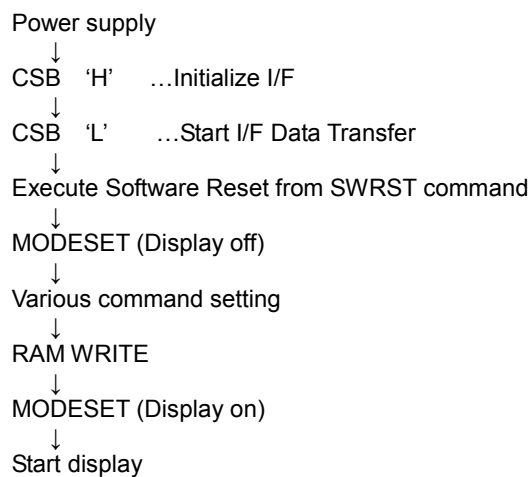 Power supply
↓
CSB ‘H’ …Initialize I/F
↓
CSB ‘L’ …Start I/F Data Transfer
↓
Execute Software Reset from SWRST command
↓
MODESET (Display off)
↓
Various command setting
↓
RAM WRITE
↓
MODESET (Display on)
↓
Start display